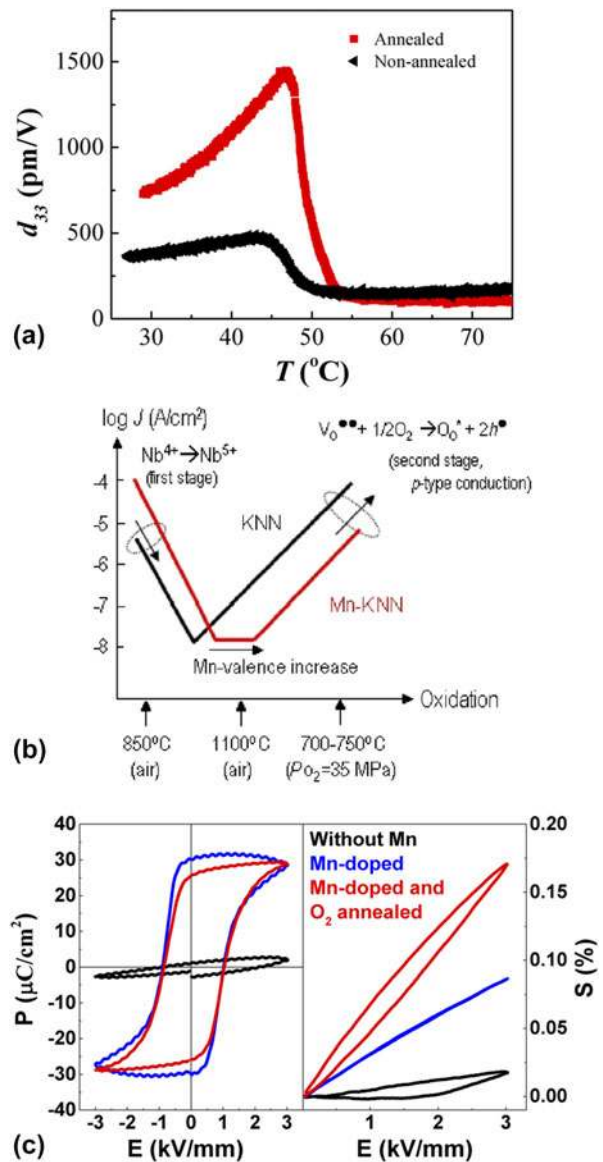 Annealed
Non-annealed
1500
1000
500
0
d33 (pm/V)
30 40 50 60 70
T (°C)
(a)
log J (A/cm²)
V_O^●● + 1/2O₂ →O_O^x + 2h^●
(second stage,
p-type conduction)
Nb⁴⁺→Nb⁵⁺
(first stage)
-4
-5
-6
-7
-8
KNN
Mn-KNN
Mn-valence increase
Oxidation
850°C
(air)
1100°C
(air)
700-750°C
(Po₂=35 MPa)
(b)
40
30
20
10
0
-10
-20
-30
-40
P (μC/cm²)
-3 -2 -1 0 1 2 3
E (kV/mm)
Without Mn
Mn-doped
Mn-doped and
O₂ annealed
0.20
0.15
0.10
0.05
0.00
S (%)
1 2 3
E (kV/mm)
(c)